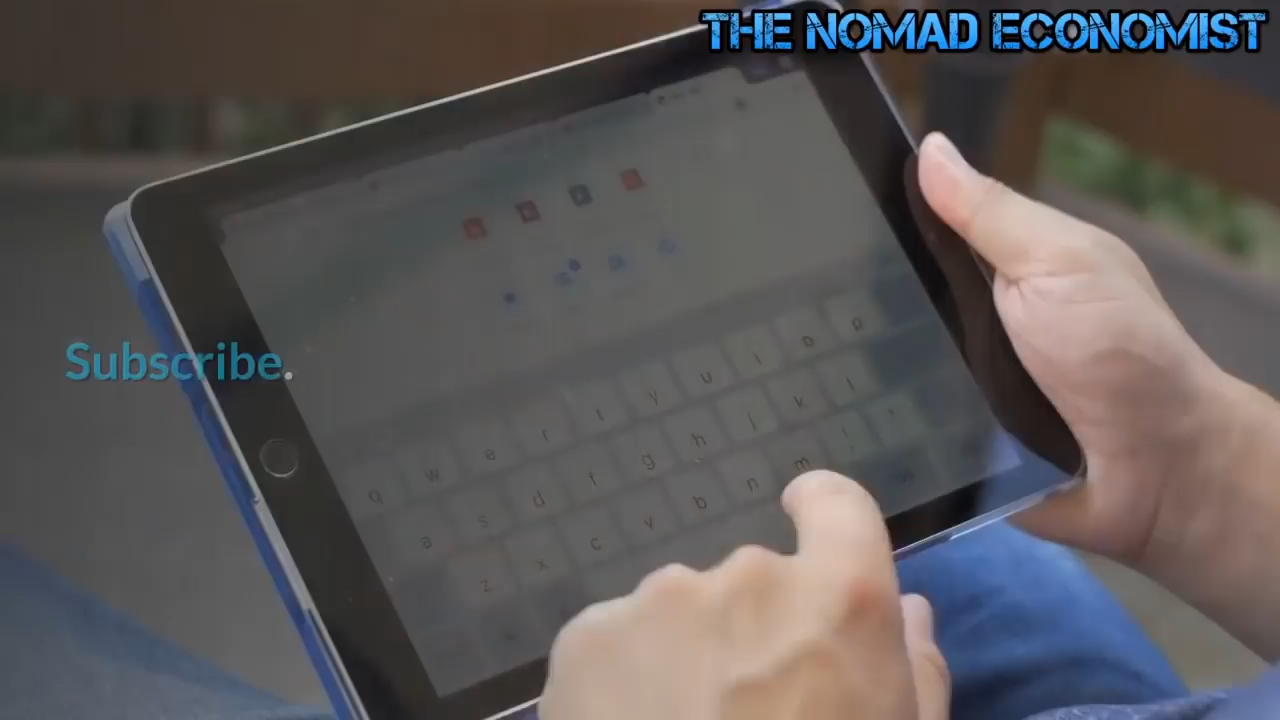 THE NOMAD ECONOMIST
Subscribe.
q w e r t y u i o p
a s d f g h j k l
z x c v b n m ! ?